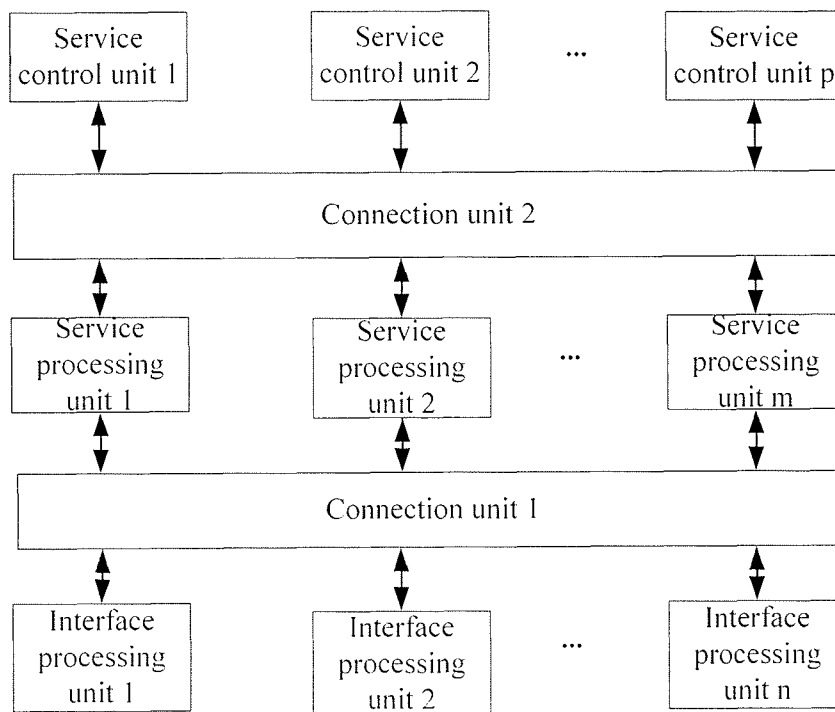 Service
control unit 1
Service
control unit 2
...
Service
control unit p
Connection unit 2
Service
processing
unit 1
Service
processing
unit 2
...
Service
processing
unit m
Connection unit 1
Interface
processing
unit 1
Interface
processing
unit 2
...
Interface
processing
unit n